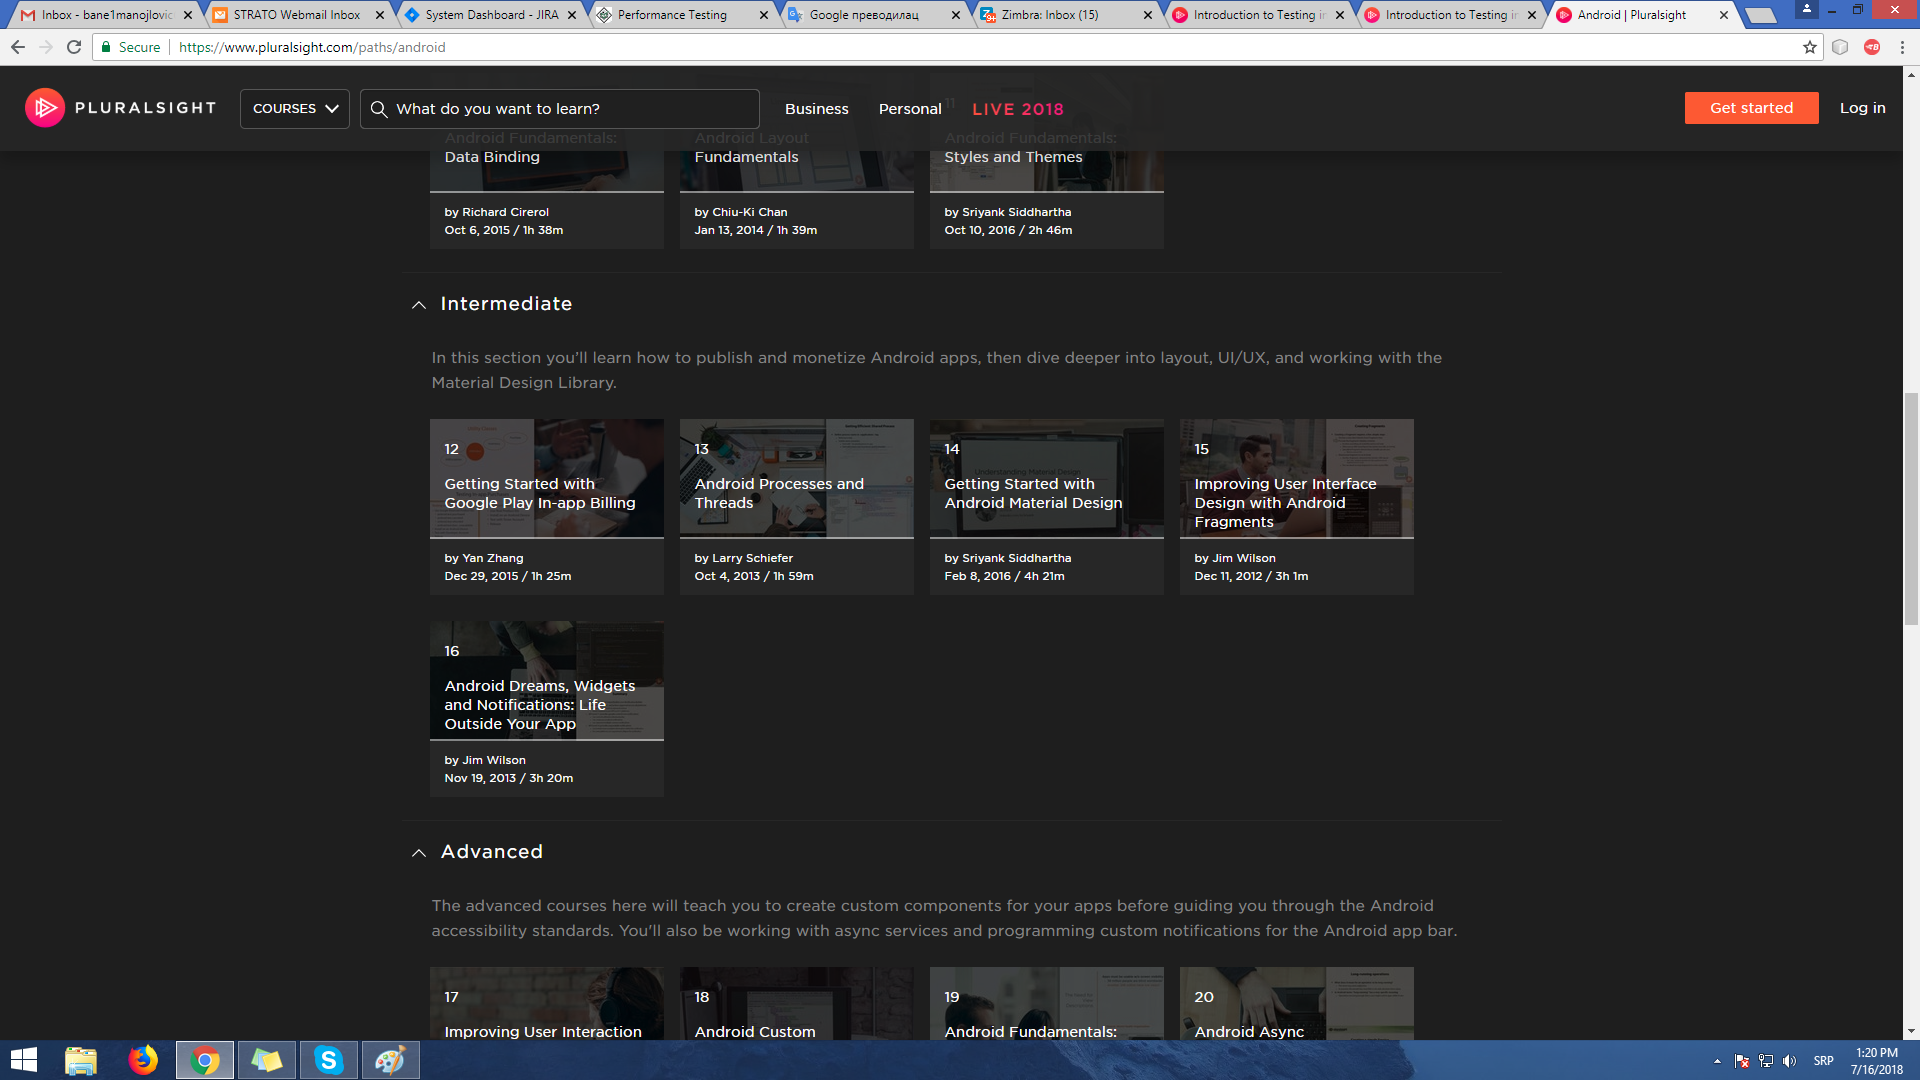 Inbox - bane1manojlovic
STRATO Webmail Inbox
System Dashboard - JIRA
Performance Testing
Google преводилац
Zimbra: Inbox (15)
Introduction to Testing in
Introduction to Testing in
Android | Pluralsight
Secure
https://www.pluralsight.com/paths/android
PLURALSIGHT
COURSES
What do you want to learn?
Business
Personal
LIVE 2018
Get started
Log in
Android Fundamentals:
Data Binding
by Richard Cirerol
Oct 6, 2015 / 1h 38m
Android Layout
Fundamentals
by Chiu-Ki Chan
Jan 13, 2014 / 1h 39m
11
Android Fundamentals:
Styles and Themes
by Sriyank Siddhartha
Oct 10, 2016 / 2h 46m
Intermediate
In this section you'll learn how to publish and monetize Android apps, then dive deeper into layout, UI/UX, and working with the
Material Design Library.
12
Getting Started with
Google Play In-app Billing
by Yan Zhang
Dec 29, 2015 / 1h 25m
13
Android Processes and
Threads
by Larry Schiefer
Oct 4, 2013 / 1h 59m
14
Getting Started with
Android Material Design
by Sriyank Siddhartha
Feb 8, 2016 / 4h 21m
15
Improving User Interface
Design with Android
Fragments
by Jim Wilson
Dec 11, 2012 / 3h 1m
16
Android Dreams, Widgets
and Notifications: Life
Outside Your App
by Jim Wilson
Nov 19, 2013 / 3h 20m
Advanced
The advanced courses here will teach you to create custom components for your apps before guiding you through the Android
accessibility standards. You'll also be working with async services and programming custom notifications for the Android app bar.
17
Improving User Interaction
18
Android Custom
19
Android Fundamentals:
20
Android Async
SRP
1:20 PM
7/16/2018